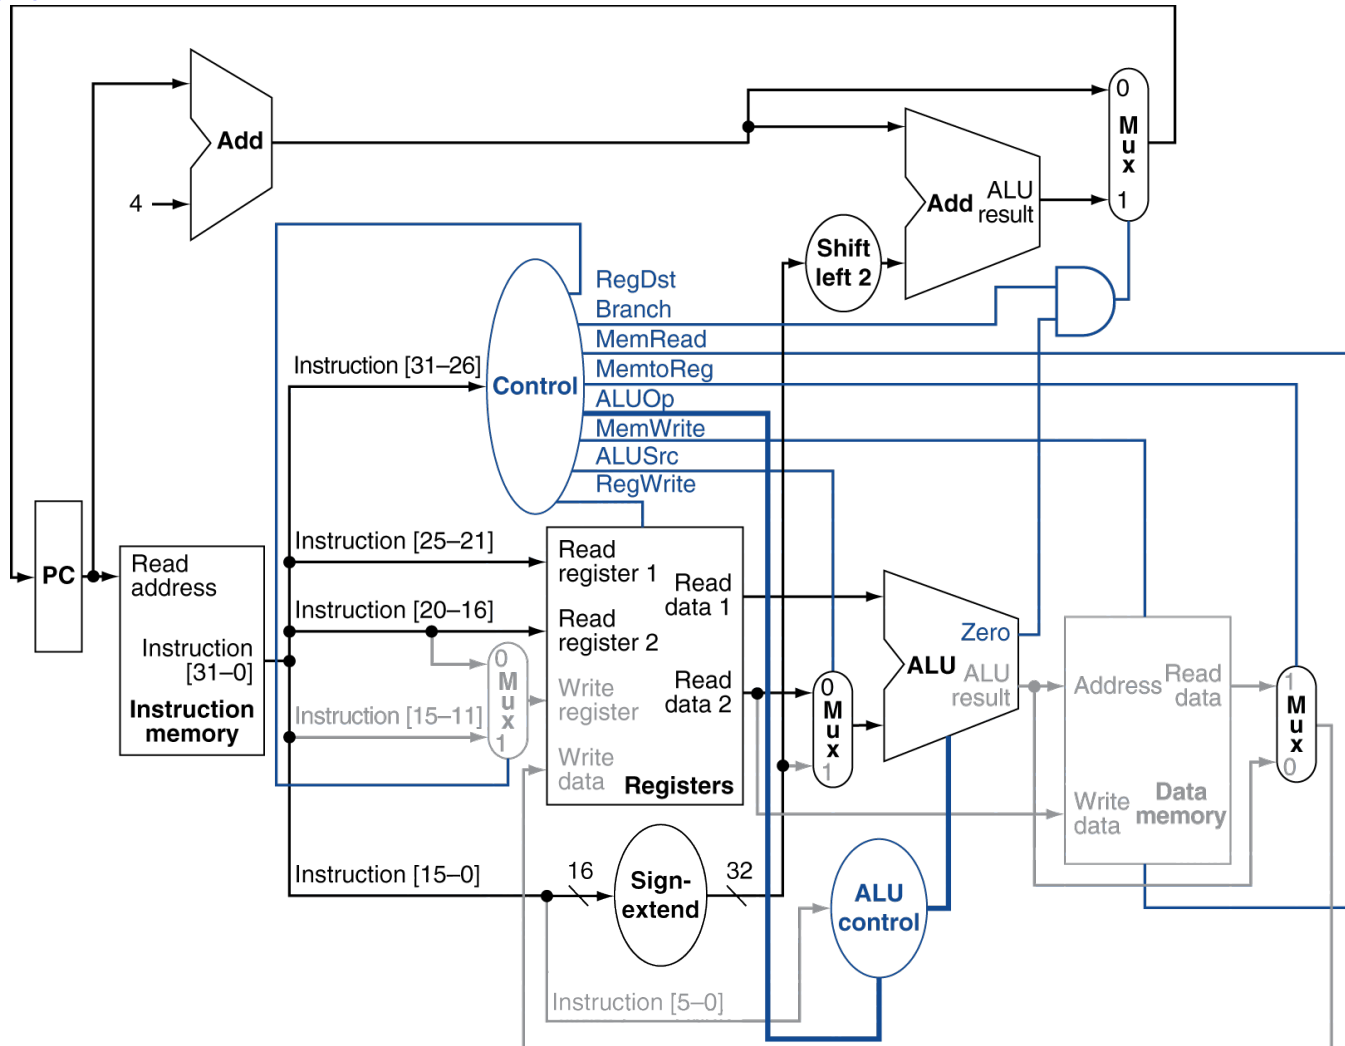 0
M
u
x
1
Add
ALU
result
Add
4
Shift
left 2
RegDst
Branch
MemRead
MemtoReg
ALUOp
MemWrite
ALUSrc
RegWrite
Instruction [31–26]
Control
Instruction [25–21]
Instruction [20–16]
Instruction [15–11]
Instruction [15–0]
Instruction [5–0]
PC
Read
address
Instruction
[31–0]
Instruction
memory
0
M
u
x
1
Read
register 1
Read
register 2
Write
register
Write
data
Read
data 1
Read
data 2
Registers
16
Sign-
extend
32
0
M
u
x
1
Zero
ALU
ALU
result
ALU
control
Address
Read
data
Write
data
Data
memory
1
M
u
x
0